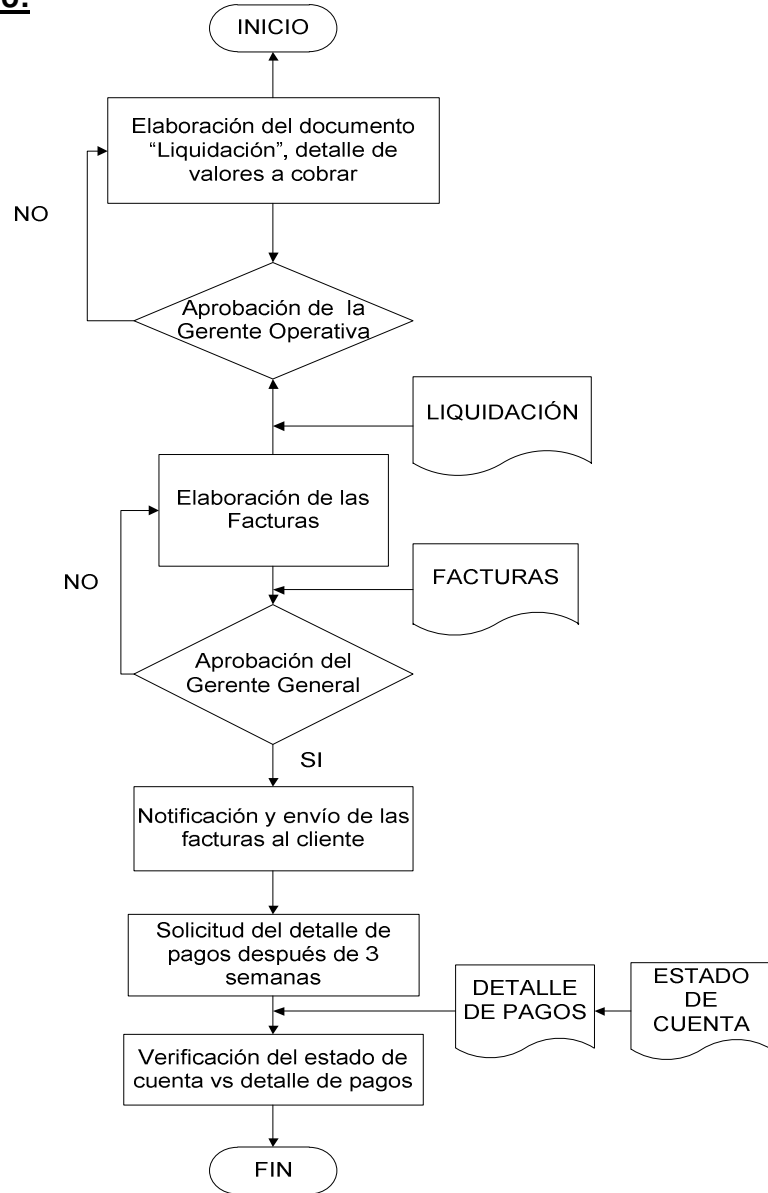 INICIO
Elaboración del documento
“Liquidación”, detalle de
valores a cobrar
NO
Aprobación de la
Gerente Operativa
LIQUIDACIÓN
Elaboración de las
Facturas
NO
FACTURAS
Aprobación del
Gerente General
SI
Notificación y envío de las
facturas al cliente
Solicitud del detalle de
pagos después de 3
semanas
DETALLE
DE PAGOS
ESTADO
DE
CUENTA
Verificación del estado de
cuenta vs detalle de pagos
FIN